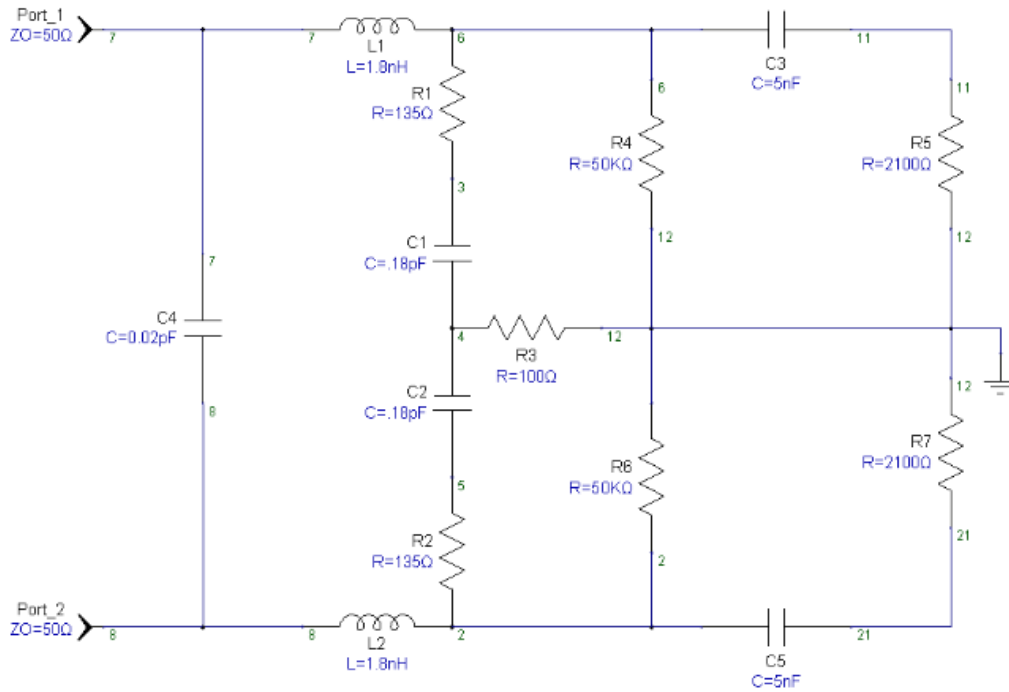 Port_1
ZO=50Ω
7
7
L1
L=1.8nH
6
C3
C=5nF
11
R1
R=135Ω
6
11
R4
R=50KΩ
R5
R=2100Ω
3
12
12
C1
C=.18pF
7
C4
C=0.02pF
4
R3
R=100Ω
12
12
C2
C=.18pF
8
R6
R=50KΩ
R7
R=2100Ω
5
R2
R=135Ω
2
21
Port_2
ZO=50Ω
8
8
L2
L=1.8nH
2
C5
C=5nF
21